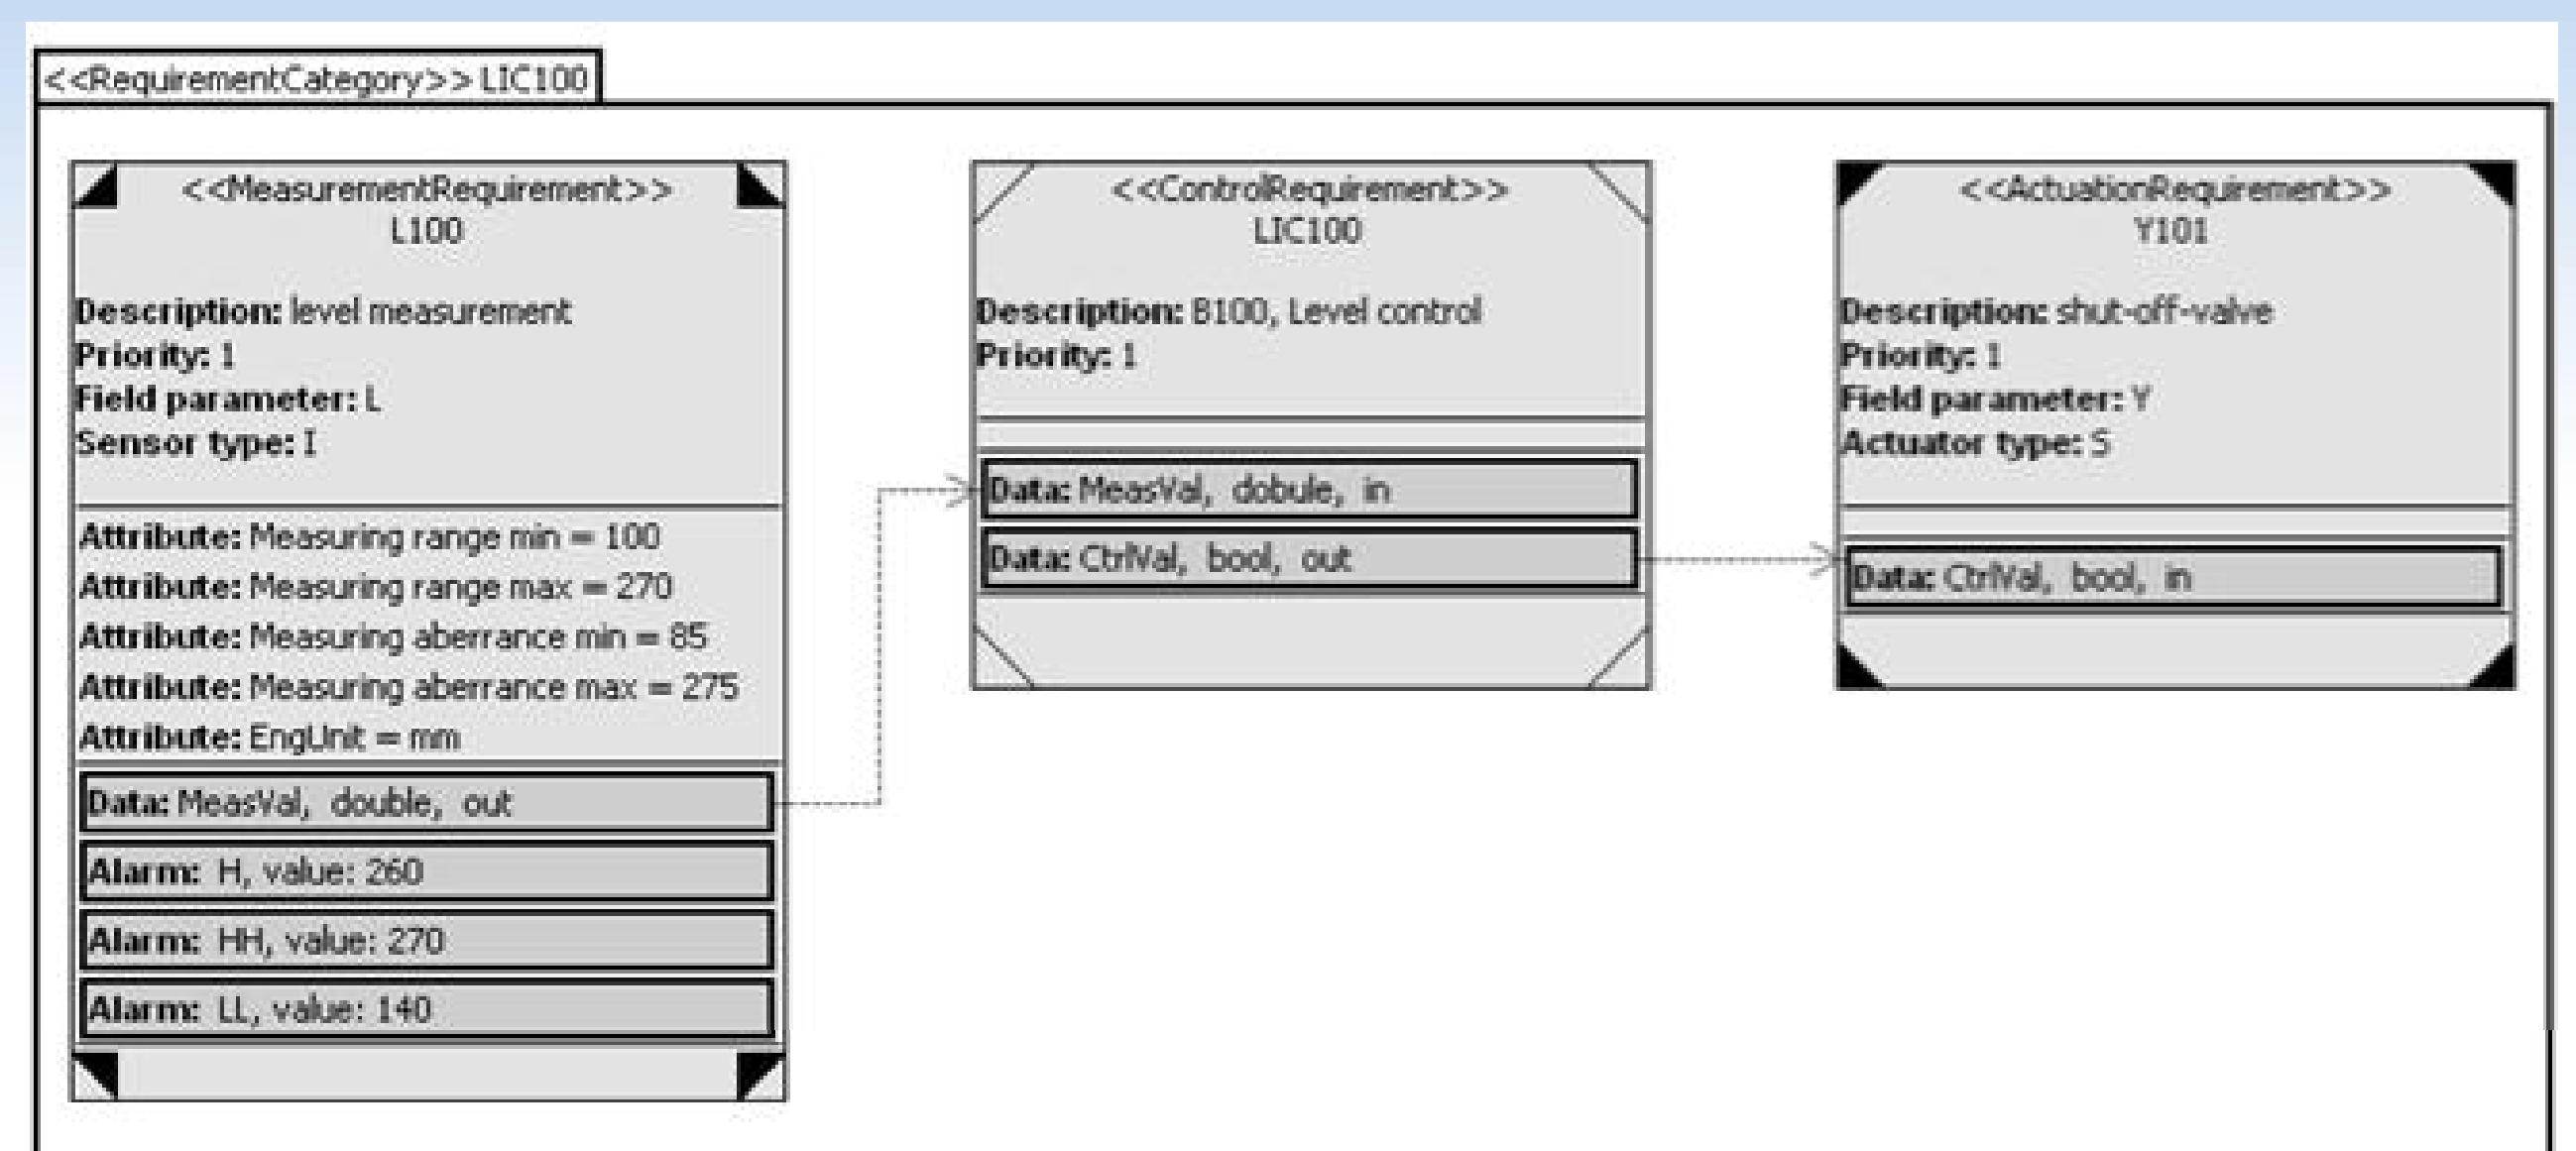 <<RequirementCategory>> LIC100
<<MeasurementRequirement>>
L100
Description: level measurement
Priority: 1
Field parameter: L
Sensor type: I
Attribute: Measuring range min = 100
Attribute: Measuring range max = 270
Attribute: Measuring aberrance min = 85
Attribute: Measuring aberrance max = 275
Attribute: EngUnit = mm
Data: MeasVal, double, out
Alarm: H, value: 260
Alarm: HH, value: 270
Alarm: LL, value: 140
<<ControlRequirement>>
LIC100
Description: B100, Level control
Priority: 1
Data: MeasVal, dobule, in
Data: CtrlVal, bool, out
<<ActuationRequirement>>
Y101
Description: shut-off-valve
Priority: 1
Field parameter: Y
Actuator type: S
Data: CtrlVal, bool, in